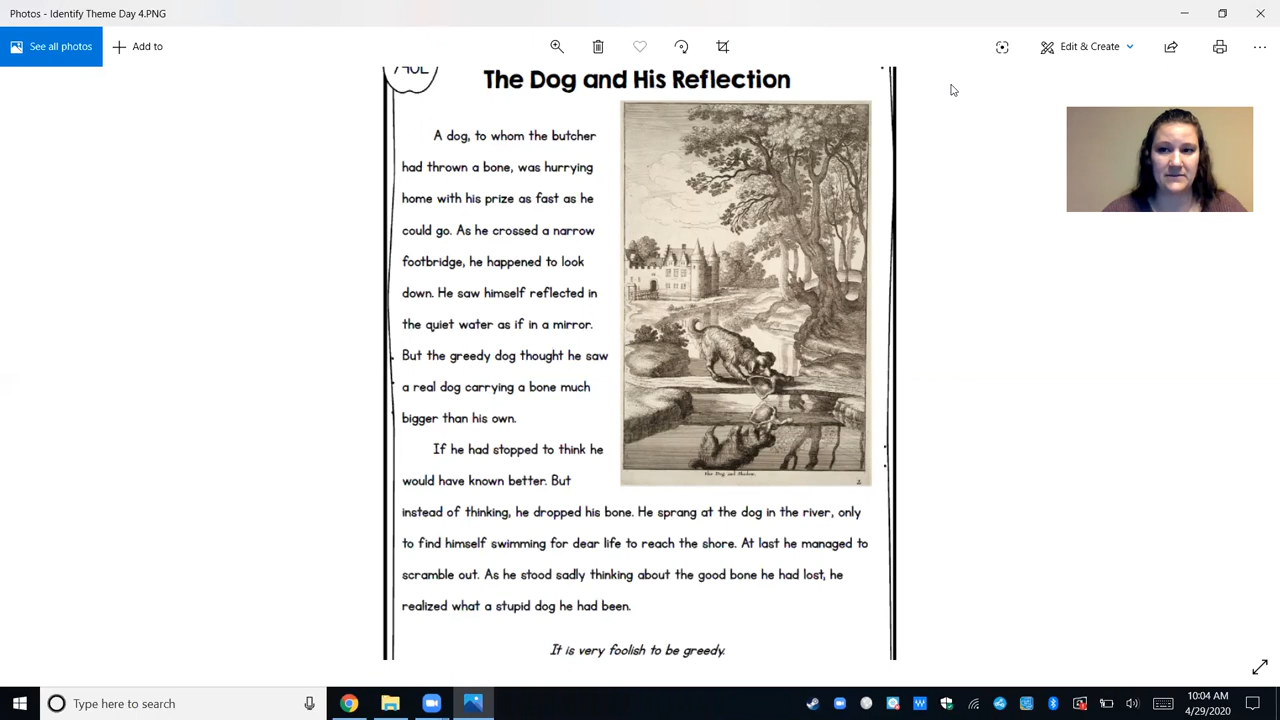 Photos - Identify Theme Day 4.PNG
See all photos
Add to
Edit & Create
The Dog and His Reflection
A dog, to whom the butcher
had thrown a bone, was hurrying
home with his prize as fast as he
could go. As he crossed a narrow
footbridge, he happened to look
down. He saw himself reflected in
the quiet water as if in a mirror.
But the greedy dog thought he saw
a real dog carrying a bone much
bigger than his own.
If he had stopped to think he
would have known better. But
instead of thinking, he dropped his bone. He sprang at the dog in the river, only
to find himself swimming for dear life to reach the shore. At last he managed to
scramble out. As he stood sadly thinking about the good bone he had lost, he
realized what a stupid dog he had been.
It is very foolish to be greedy.
The Dog and Shadow.
2
Type here to search
10:04 AM
4/29/2020